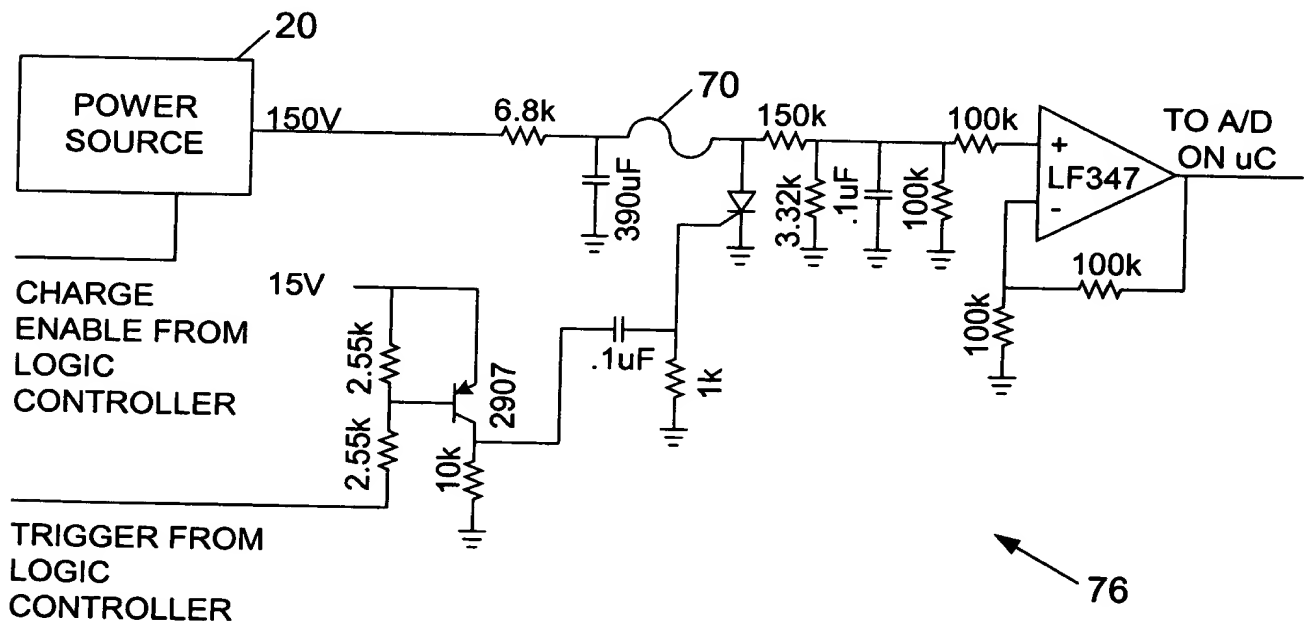 20
POWER
SOURCE
150V
6.8k
70
150k
100k
TO A/D
ON uC
+
LF347
-
390uF
3.32k
.1uF
100k
100k
100k
CHARGE
ENABLE FROM
LOGIC
CONTROLLER
15V
2.55k
2907
.1uF
1k
2.55k
10k
TRIGGER FROM
LOGIC
CONTROLLER
76